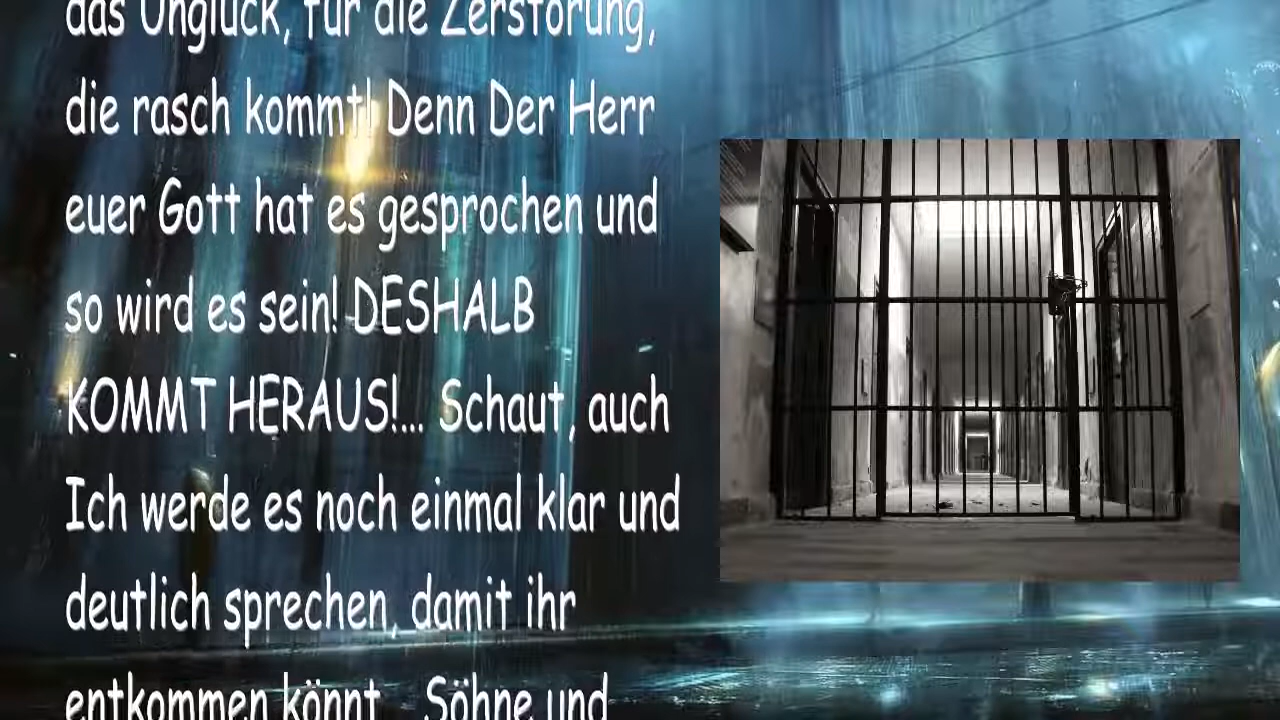 das Unglück, für die Zerstörung,
die rasch kommt! Denn Der Herr
euer Gott hat es gesprochen und
so wird es sein! DESHALB
KOMMT HERAUS!... Schaut, auch
Ich werde es noch einmal klar und
deutlich sprechen, damit ihr
entkommen könnt... Söhne und